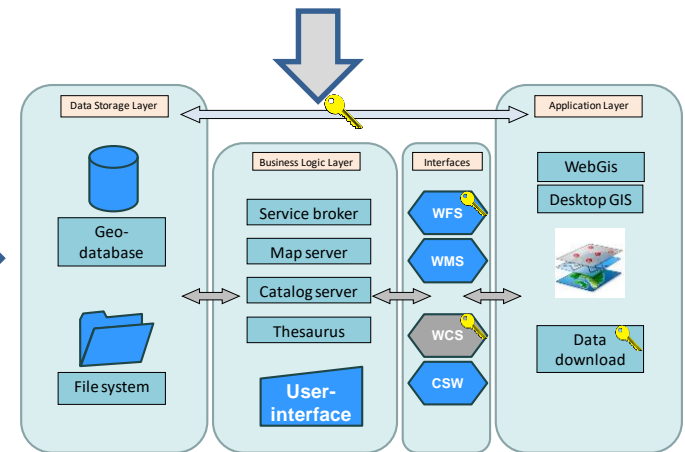 Data Storage Layer
Geo-
database
File system
Business Logic Layer
Service broker
Map server
Catalog server
Thesaurus
User-
interface
Interfaces
WFS
WMS
WCS
CSW
Application Layer
WebGis
Desktop GIS
Data
download